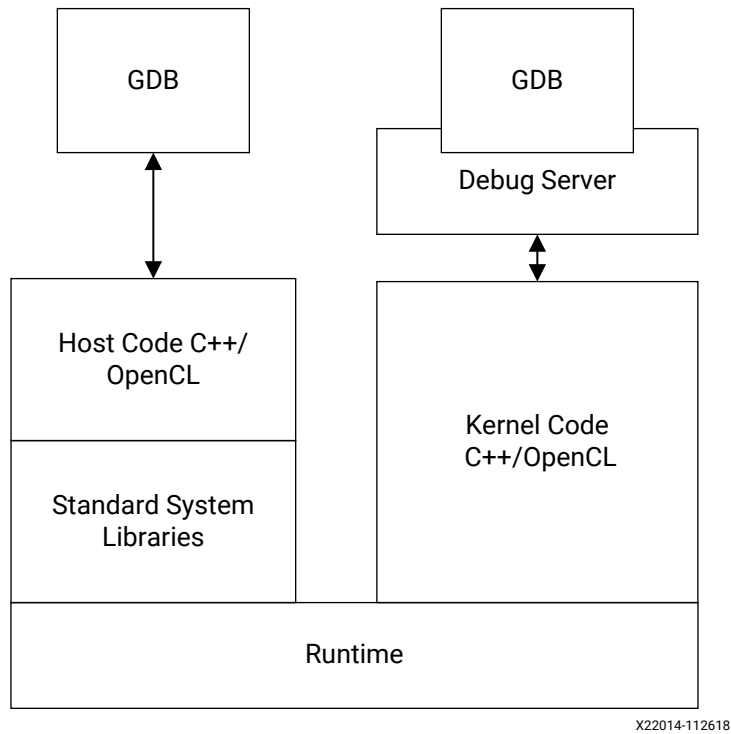 GDB
GDB
Debug Server
Host Code C++/
OpenCL
Kernel Code
C++/OpenCL
Standard System
Libraries
Runtime
X22014-112618